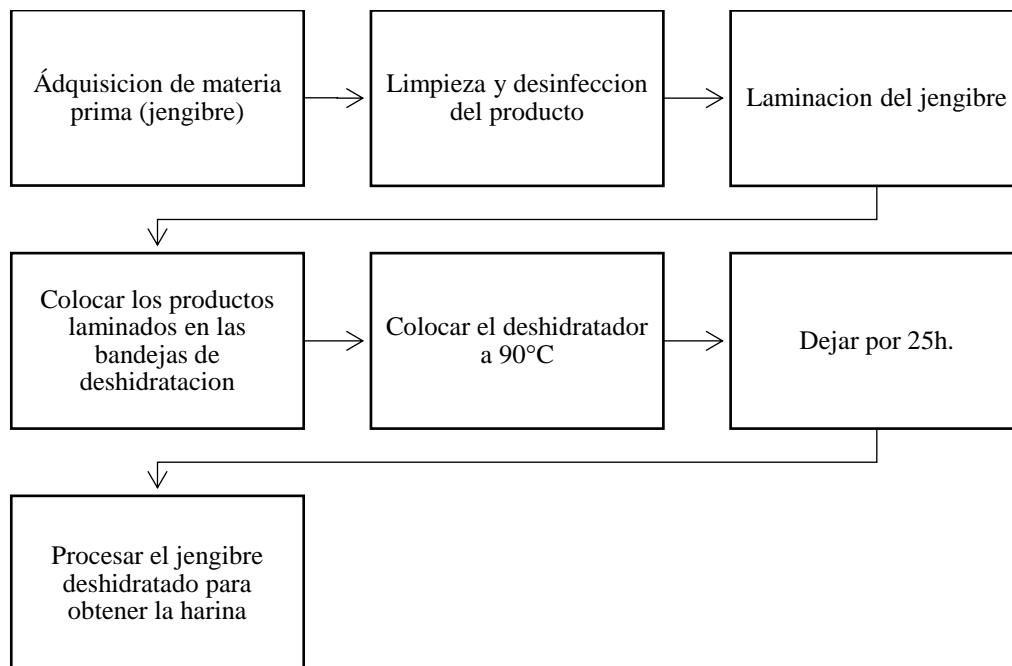 Ádquisicion de materia
prima (jengibre)
Limpieza y desinfeccion
del producto
Laminacion del jengibre
Colocar los productos
laminados en las
bandejas de
deshidratacion
Colocar el deshidratador
a 90°C
Dejar por 25h.
Procesar el jengibre
deshidratado para
obtener la harina